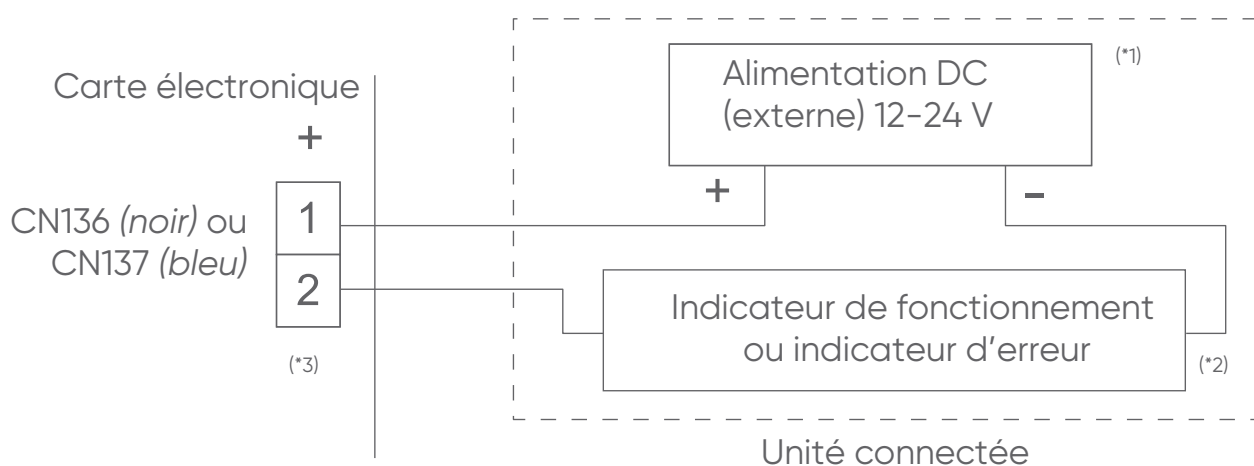 Carte électronique
+
CN136 (noir) ou
CN137 (bleu)
1
2
(*3)
Alimentation DC
(externe) 12-24 V
(*1)
+
-
Indicateur de fonctionnement
ou indicateur d'erreur
(*2)
Unité connectée